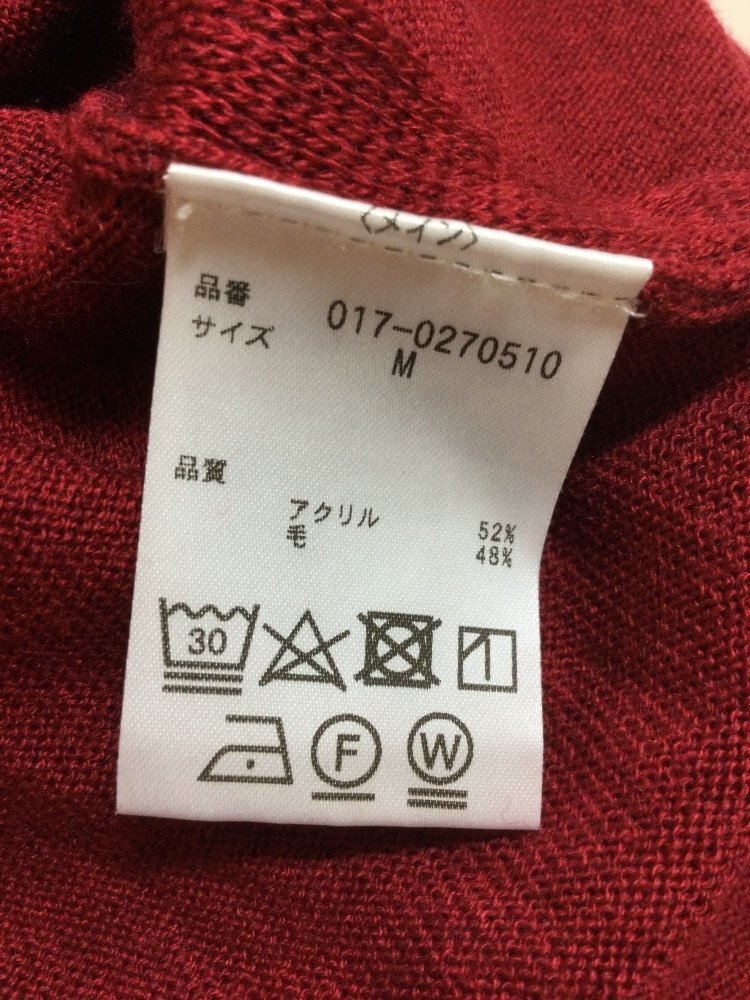 〈メイン〉
品番 017-0270510
サイズ M
品質
アクリル 52%
毛 48%
30
F W